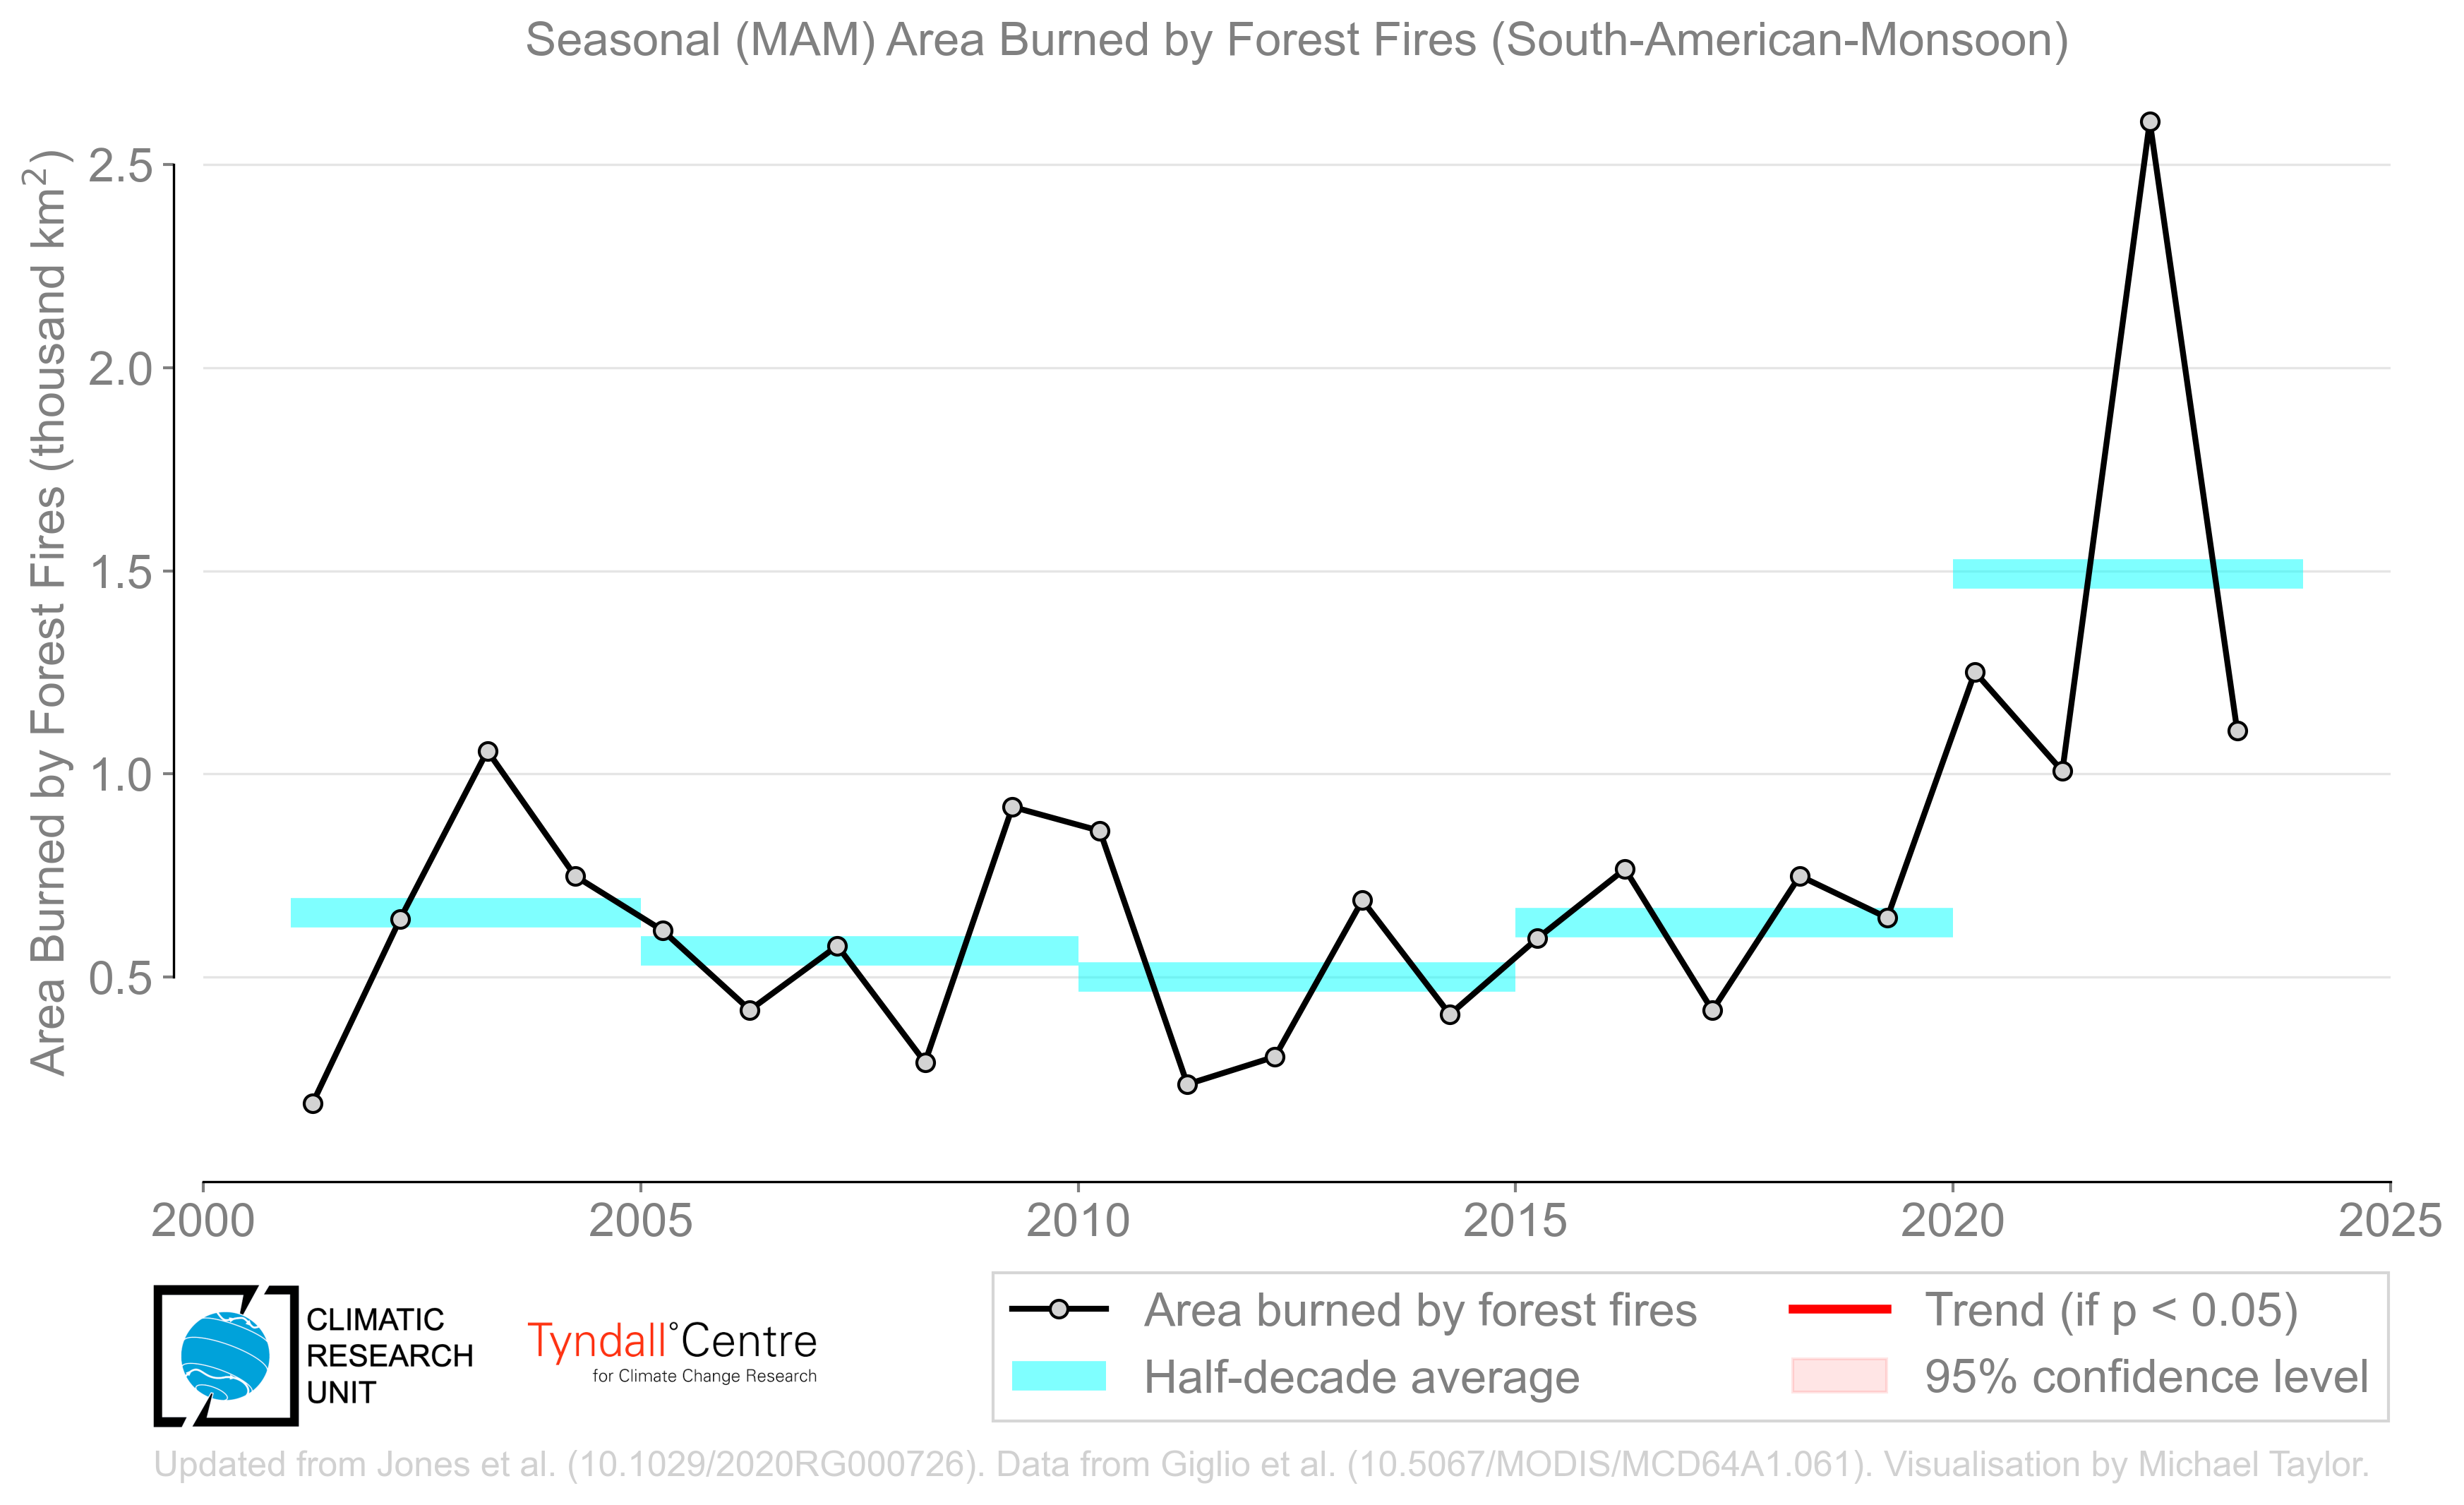 Seasonal (MAM) Area Burned by Forest Fires (South-American-Monsoon)
Area Burned by Forest Fires (thousand km²)
2.5
2.0
1.5
1.0
0.5
2000 2005 2010 2015 2020 2025
CLIMATIC
RESEARCH
UNIT
Tyndall°Centre
for Climate Change Research
Area burned by forest fires
Half-decade average
Trend (if p < 0.05)
95% confidence level
Updated from Jones et al. (10.1029/2020RG000726). Data from Giglio et al. (10.5067/MODIS/MCD64A1.061). Visualisation by Michael Taylor.